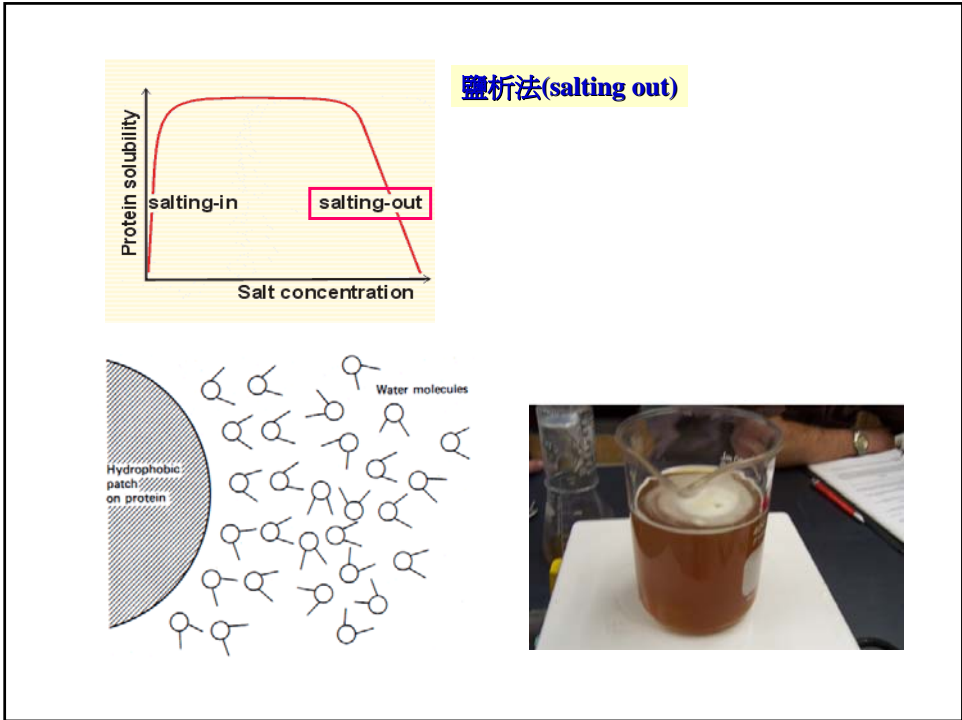 鹽析法(salting out)
Protein solubility
salting-in
salting-out
Salt concentration
Water molecules
Hydrophobic
patch
on protein